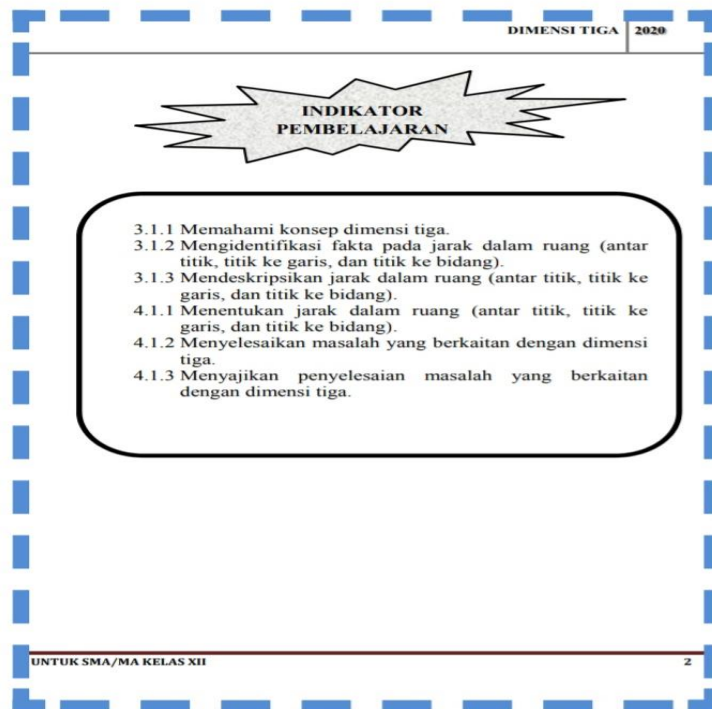 DIMENSI TIGA 2020
INDIKATOR
PEMBELAJARAN
3.1.1 Memahami konsep dimensi tiga.
3.1.2 Mengidentifikasi fakta pada jarak dalam ruang (antar
titik, titik ke garis, dan titik ke bidang).
3.1.3 Mendeskripsikan jarak dalam ruang (antar titik, titik ke
garis, dan titik ke bidang).
4.1.1 Menentukan jarak dalam ruang (antar titik, titik ke
garis, dan titik ke bidang).
4.1.2 Menyelesaikan masalah yang berkaitan dengan dimensi
tiga.
4.1.3 Menyajikan penyelesaian masalah yang berkaitan
dengan dimensi tiga.
UNTUK SMA/MA KELAS XII 2